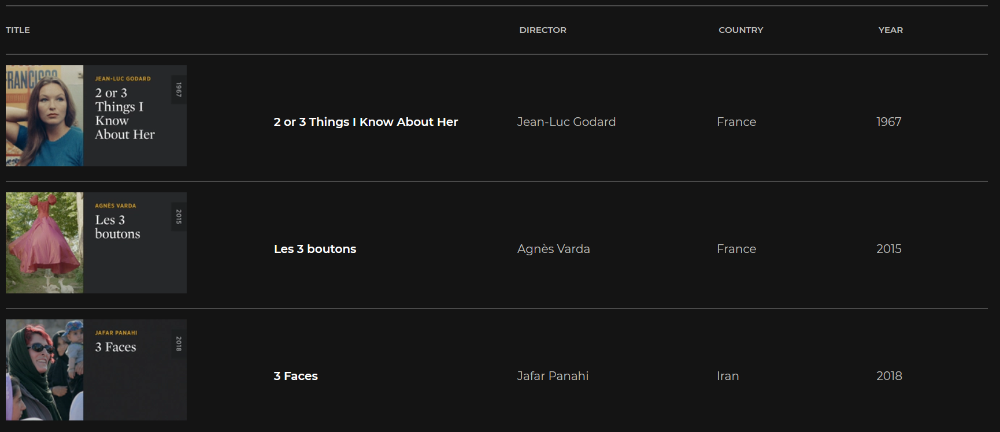 TITLE DIRECTOR COUNTRY YEAR
FRANCISCO
JEAN-LUC GODARD
1967
2 or 3
Things I
Know
About Her
2 or 3 Things I Know About Her Jean-Luc Godard France 1967
AGNÈS VARDA
2015
Les 3
boutons
Les 3 boutons Agnès Varda France 2015
JAFAR PANAHI
2018
3 Faces
3 Faces Jafar Panahi Iran 2018